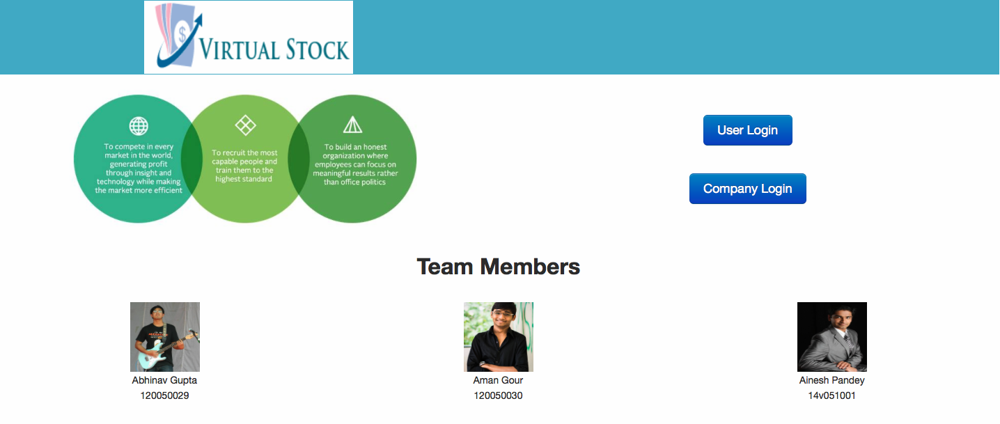 VIRTUAL STOCK
To compete in every
market in the world,
generating profit
through insight and
technology while making
the market more efficient
To recruit the most
capable people and
train them to the
highest standard
To build an honest
organization where
employees can focus on
meaningful results rather
than office politics
User Login
Company Login
Team Members
Abhinav Gupta
120050029
Aman Gour
120050030
Ainesh Pandey
14v051001